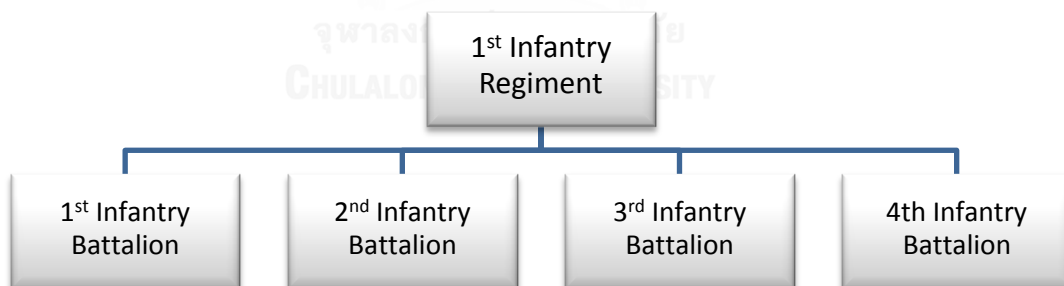 1st Infantry
Regiment
1st Infantry
Battalion
2nd Infantry
Battalion
3rd Infantry
Battalion
4th Infantry
Battalion